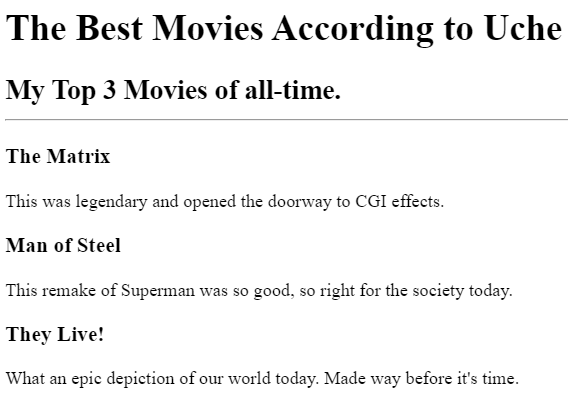 The Best Movies According to Uche
My Top 3 Movies of all-time.
The Matrix
This was legendary and opened the doorway to CGI effects.
Man of Steel
This remake of Superman was so good, so right for the society today.
They Live!
What an epic depiction of our world today. Made way before it's time.